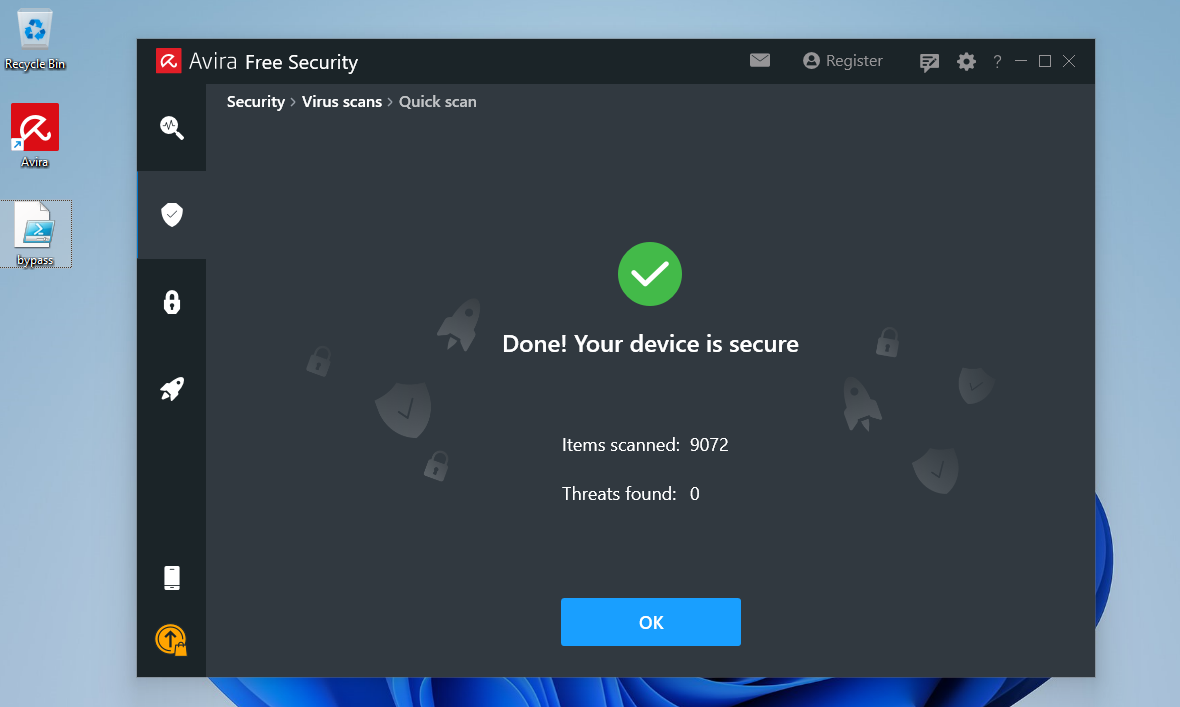 Recycle Bin
Avira
bypass
Avira Free Security
Register
?
Security > Virus scans > Quick scan
Done! Your device is secure
Items scanned: 9072
Threats found: 0
OK